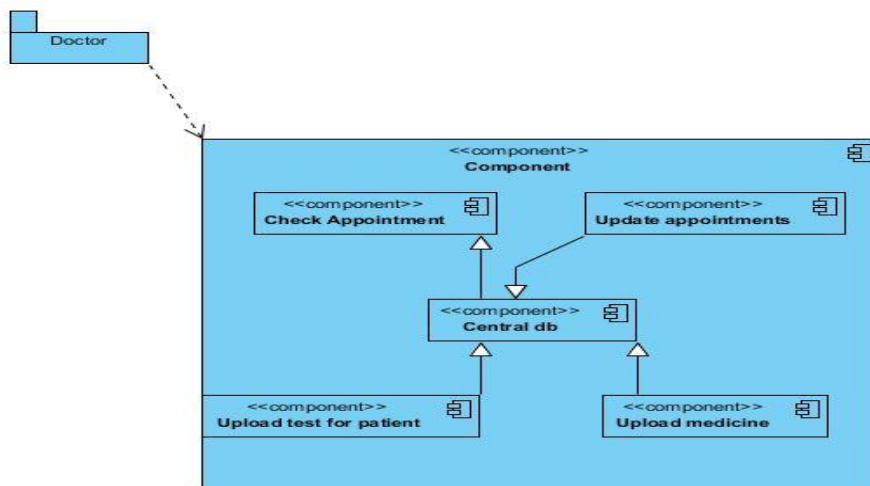 Doctor
<<component>>
Component
<<component>>
Check Appointment
<<component>>
Update appointments
<<component>>
Central db
<<component>>
Upload test for patient
<<component>>
Upload medicine